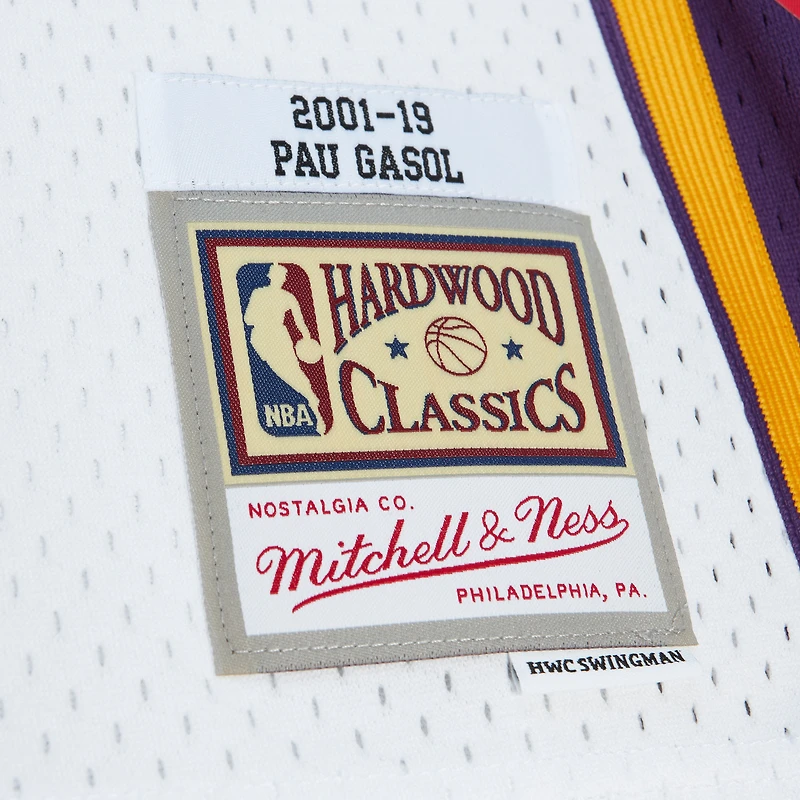 2001-19
PAU GASOL
HARDWOOD
CLASSICS
NBA
NOSTALGIA CO.
Mitchell & Ness
PHILADELPHIA, PA.
HWC SWINGMAN